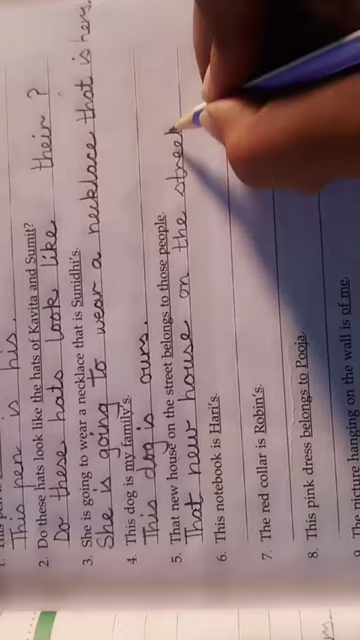 This pen is his.
2. Do these hats look like the hats of Kavita and Sumit?
Do these hats look like their ?
3. She is going to wear a necklace that is Sunidhi's.
She is going to wear a necklace that is hers.
4. This dog is my family's.
This dog is ours.
5. That new house on the street belongs to those people.
That new house on the stree
6. This notebook is Hari's.
7. The red collar is Robin's.
8. This pink dress belongs to Pooja.
9. The picture hanging on the wall is of me.